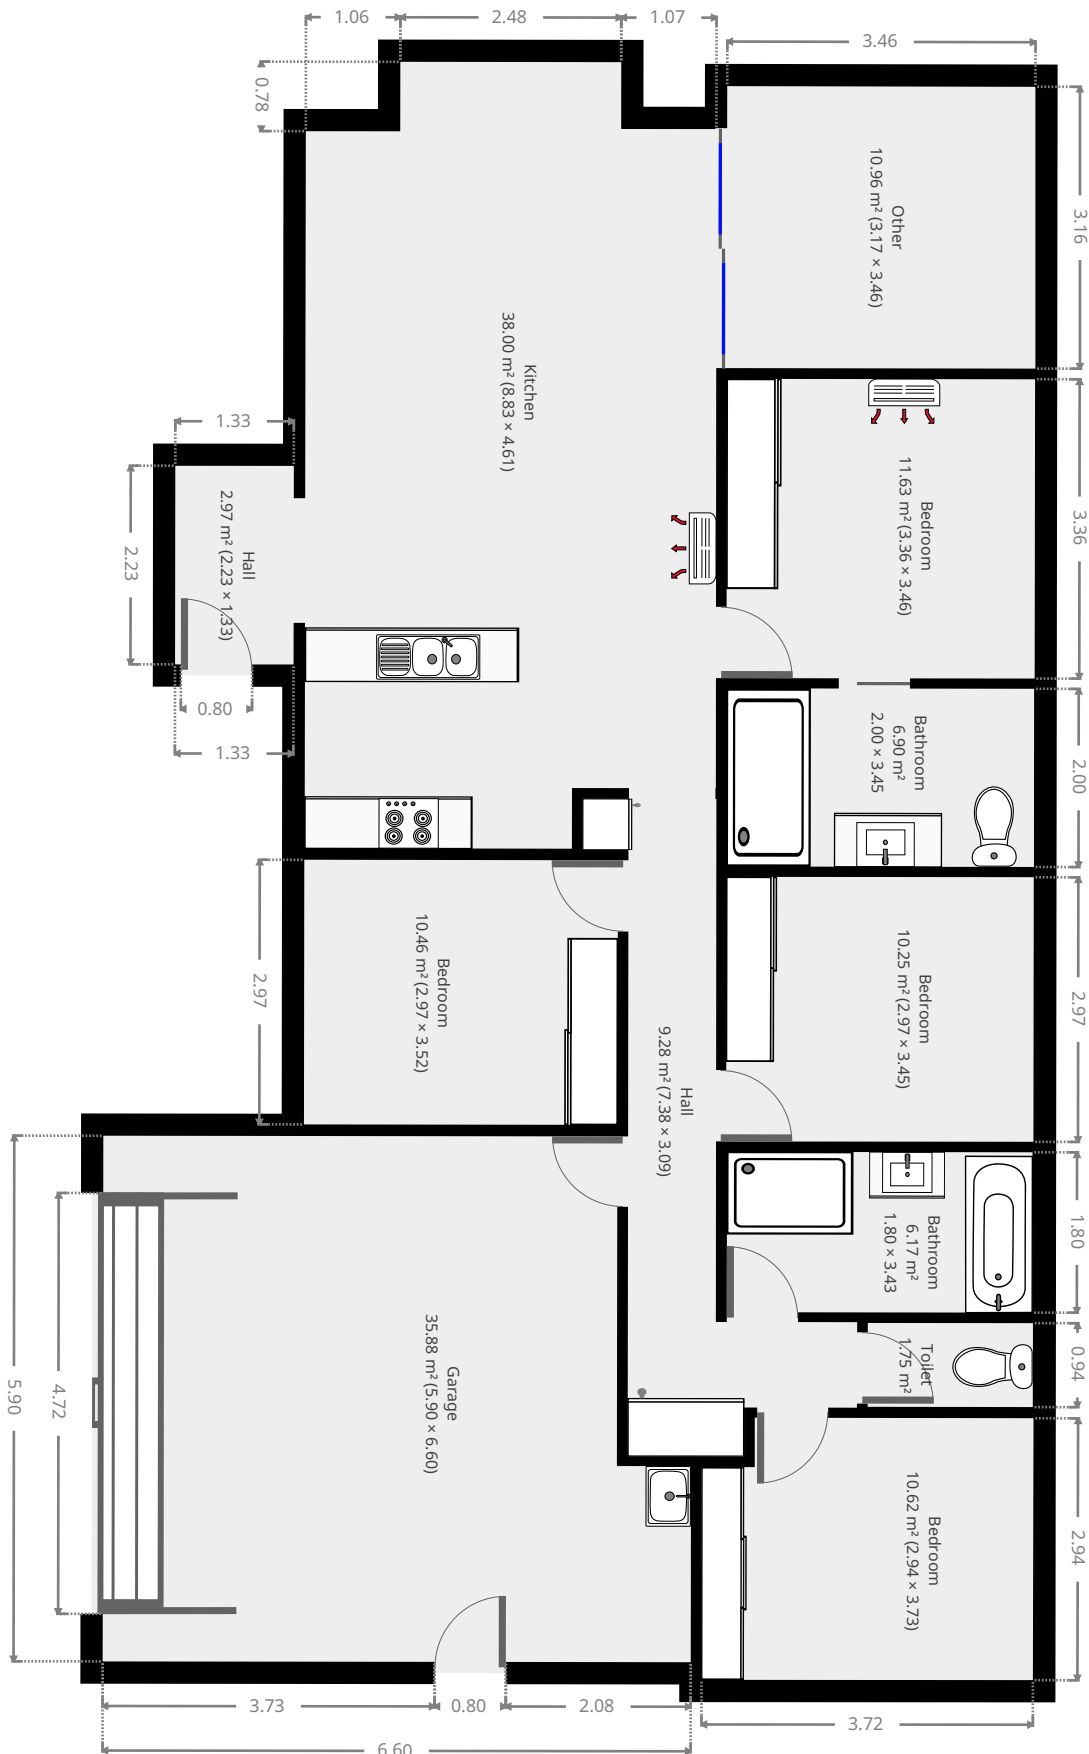 1.06
2.48
1.07
3.46
0.78
3.16
Other
10.96 m² (3.17 × 3.46)
Kitchen
38.00 m² (8.83 × 4.61)
1.33
Hall
2.97 m² (2.23 × 1.33)
2.23
0.80
1.33
Bedroom
11.63 m² (3.36 × 3.46)
3.36
Bathroom
6.90 m²
2.00 × 3.45
2.00
2.97
Bedroom
10.46 m² (2.97 × 3.52)
Bedroom
10.25 m² (2.97 × 3.45)
2.97
Hall
9.28 m² (7.38 × 3.09)
Bathroom
6.17 m²
1.80 × 3.43
1.80
Toilet
1.75 m²
0.94
5.90
4.72
Garage
35.88 m² (5.90 × 6.60)
Bedroom
10.62 m² (2.94 × 3.73)
2.94
3.73
0.80
2.08
3.72
6.60